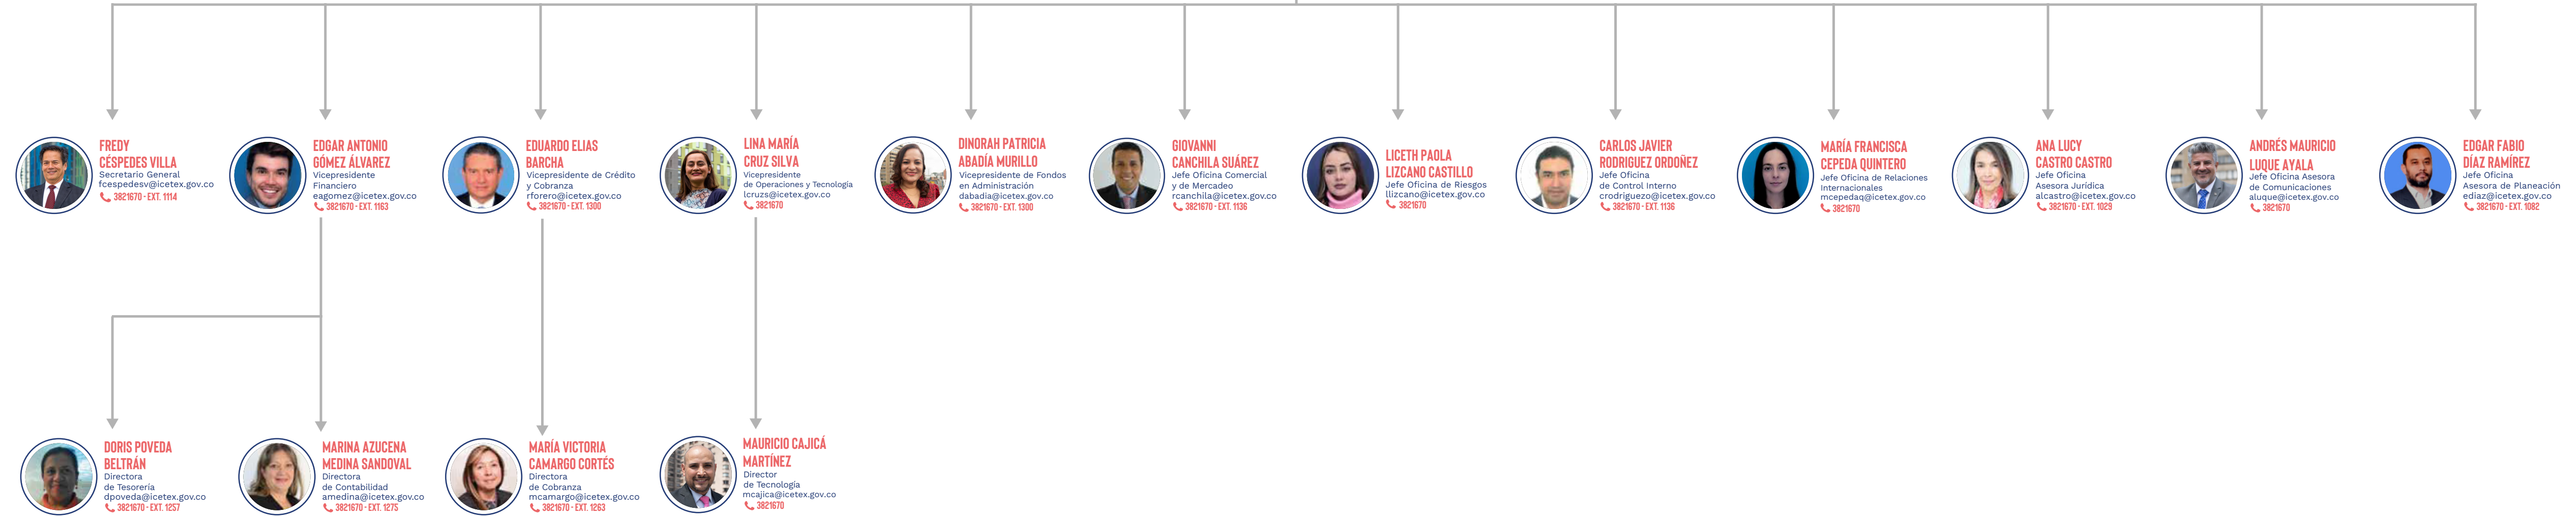 FREDY
CÉSPEDES VILLA
Secretario General
fcespedesv@icetex.gov.co
3821670 - EXT. 1114
EDGAR ANTONIO
GÓMEZ ÁLVAREZ
Vicepresidente
Financiero
eagomez@icetex.gov.co
3821670 - EXT. 1163
EDUARDO ELIAS
BARCHA
Vicepresidente de Crédito
y Cobranza
rforero@icetex.gov.co
3821670 - EXT. 1300
LINA MARÍA
CRUZ SILVA
Vicepresidente
de Operaciones y Tecnología
lcruzs@icetex.gov.co
3821670
DINORAH PATRICIA
ABADÍA MURILLO
Vicepresidente de Fondos
en Administración
dabadia@icetex.gov.co
3821670 - EXT. 1300
GIOVANNI
CANCHILA SUÁREZ
Jefe Oficina Comercial
y de Mercadeo
rcanchila@icetex.gov.co
3821670 - EXT. 1136
LICETH PAOLA
LIZCANO CASTILLO
Jefe Oficina de Riesgos
llizcano@icetex.gov.co
3821670
CARLOS JAVIER
RODRIGUEZ ORDOÑEZ
Jefe Oficina
de Control Interno
crodriguezo@icetex.gov.co
3821670 - EXT. 1136
MARÍA FRANCISCA
CEPEDA QUINTERO
Jefe Oficina de Relaciones
Internacionales
mcepedaq@icetex.gov.co
3821670
ANA LUCY
CASTRO CASTRO
Jefe Oficina
Asesora Jurídica
alcastro@icetex.gov.co
3821670 - EXT. 1029
ANDRÉS MAURICIO
LUQUE AYALA
Jefe Oficina Asesora
de Comunicaciones
aluque@icetex.gov.co
3821670
EDGAR FABIO
DÍAZ RAMÍREZ
Jefe Oficina
Asesora de Planeación
ediaz@icetex.gov.co
3821670 - EXT. 1082
DORIS POVEDA
BELTRÁN
Directora
de Tesorería
dpoveda@icetex.gov.co
3821670 - EXT. 1257
MARINA AZUCENA
MEDINA SANDOVAL
Directora
de Contabilidad
amedina@icetex.gov.co
3821670 - EXT. 1275
MARÍA VICTORIA
CAMARGO CORTÉS
Directora
de Cobranza
mcamargo@icetex.gov.co
3821670 - EXT. 1263
MAURICIO CAJICÁ
MARTÍNEZ
Director
de Tecnología
mcajica@icetex.gov.co
3821670